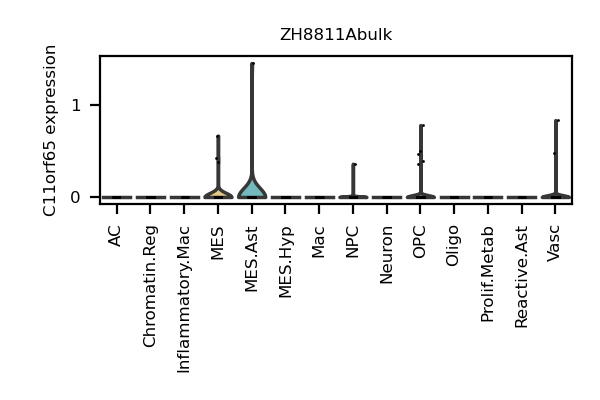 ZH8811Abulk
C11orf65 expression
1
0
AC
Chromatin.Reg
Inflammatory.Mac
MES
MES.Ast
MES.Hyp
Mac
NPC
Neuron
OPC
Oligo
Prolif.Metab
Reactive.Ast
Vasc